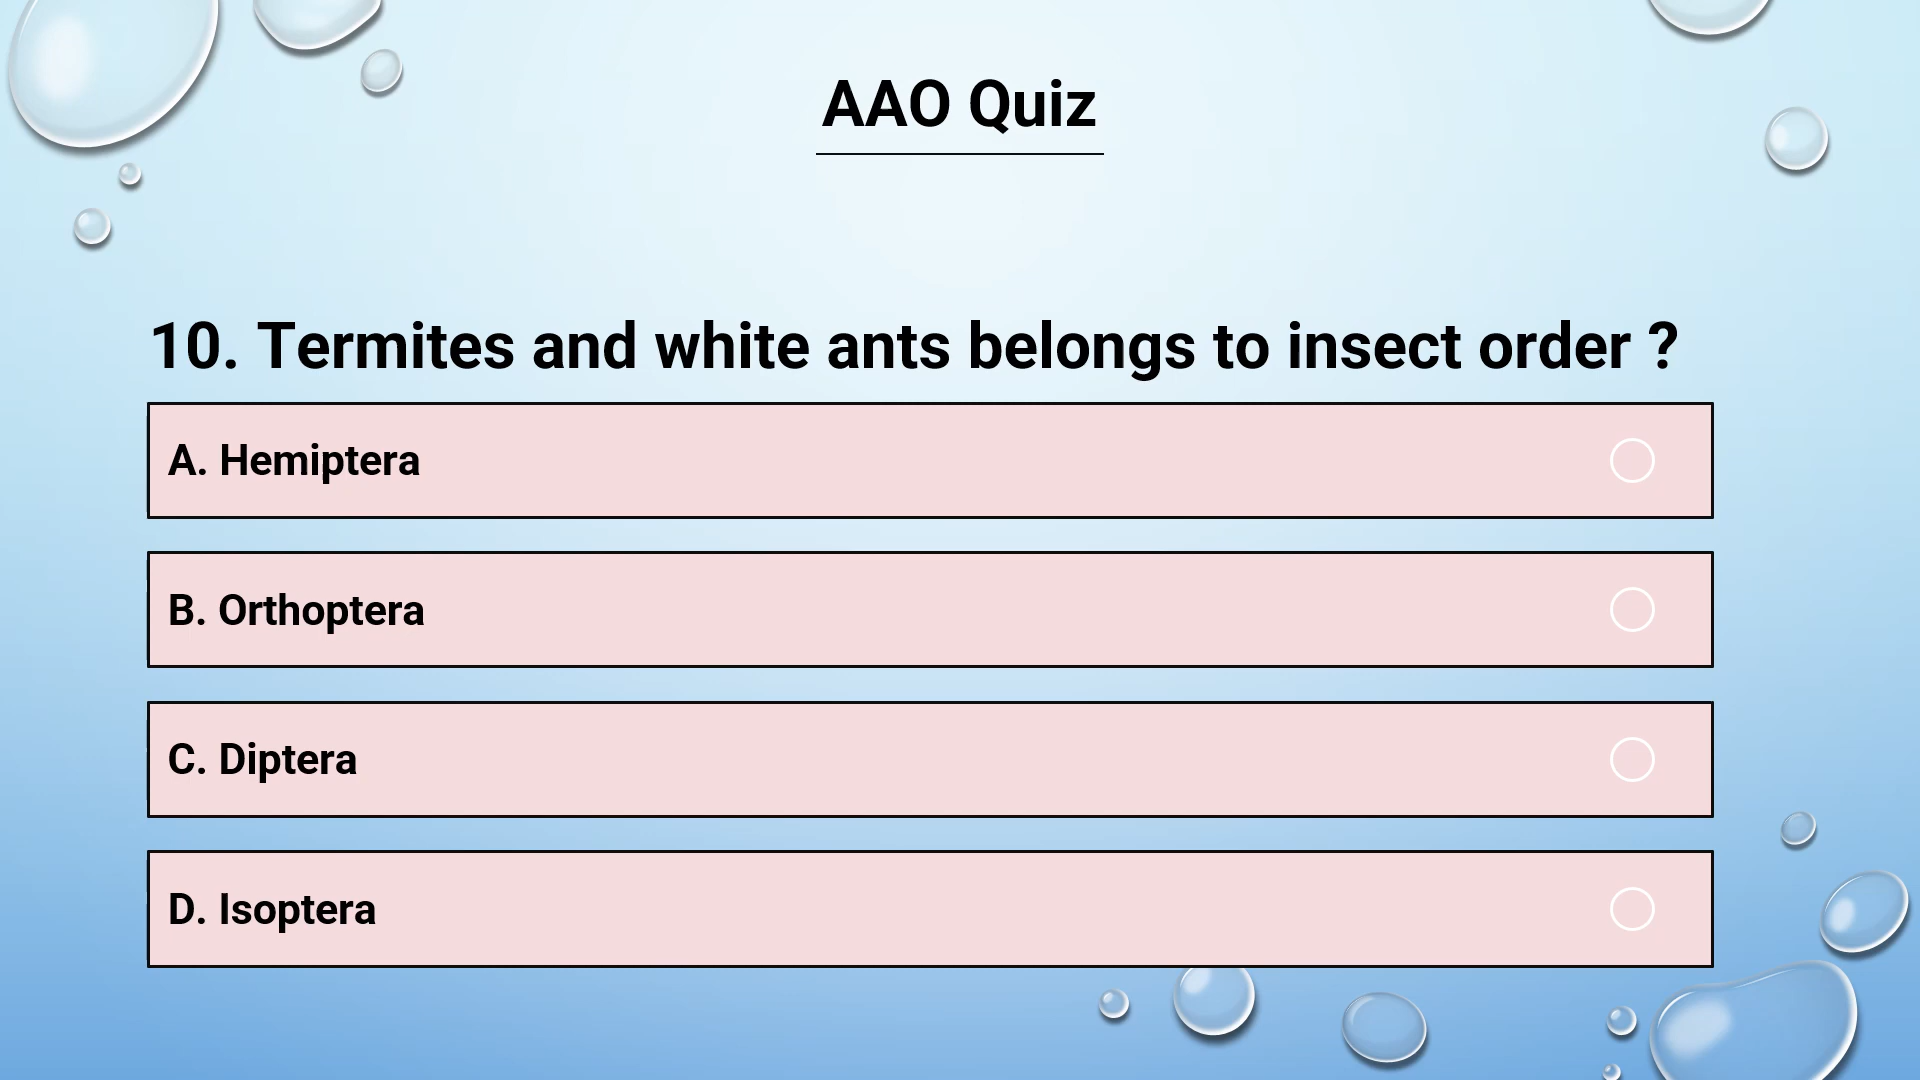 AAO Quiz
10. Termites and white ants belongs to insect order ?
A. Hemiptera
B. Orthoptera
C. Diptera
D. Isoptera